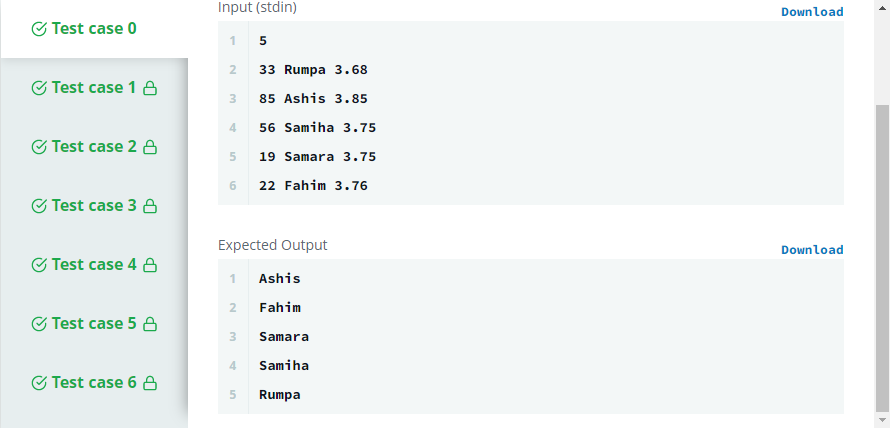 Test case 0
Test case 1
Test case 2
Test case 3
Test case 4
Test case 5
Test case 6
Input (stdin)
Download
1 5
2 33 Rumpa 3.68
3 85 Ashis 3.85
4 56 Samiha 3.75
5 19 Samara 3.75
6 22 Fahim 3.76
Expected Output
Download
1 Ashis
2 Fahim
3 Samara
4 Samiha
5 Rumpa